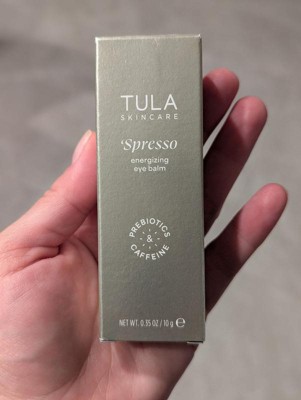 TULA
SKINCARE
'Spresso
energizing
eye balm
PREBIOTICS
&
CAFFEINE
NET WT. 0.35 OZ / 10 g ℮